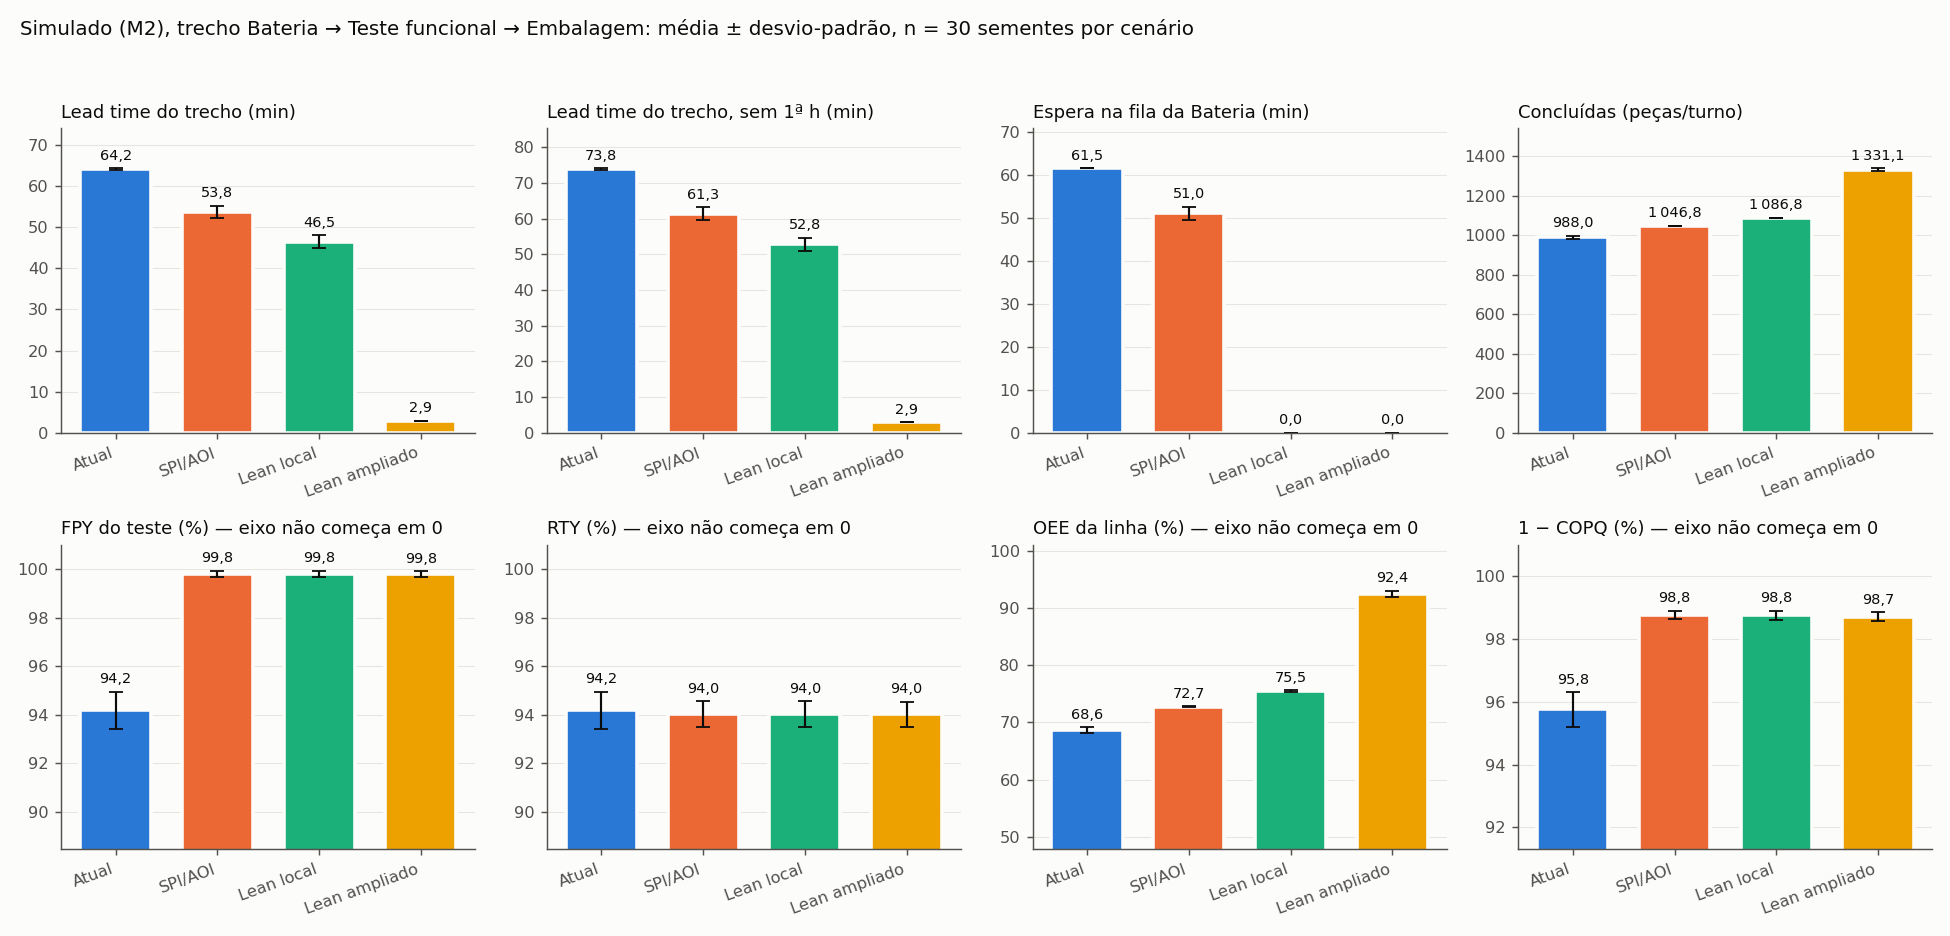 Simulado (M2), trecho Bateria → Teste funcional → Embalagem: média ± desvio-padrão, n = 30 sementes por cenário
Lead time do trecho (min)
70
60
50
40
30
20
10
0
64,2
53,8
46,5
2,9
Atual
SPI/AOI
Lean local
Lean ampliado
Lead time do trecho, sem 1ª h (min)
80
70
60
50
40
30
20
10
0
73,8
61,3
52,8
2,9
Atual
SPI/AOI
Lean local
Lean ampliado
Espera na fila da Bateria (min)
70
60
50
40
30
20
10
0
61,5
51,0
0,0
0,0
Atual
SPI/AOI
Lean local
Lean ampliado
Concluídas (peças/turno)
1400
1200
1000
800
600
400
200
0
988,0
1 046,8
1 086,8
1 331,1
Atual
SPI/AOI
Lean local
Lean ampliado
FPY do teste (%) — eixo não começa em 0
100
98
96
94
92
90
94,2
99,8
99,8
99,8
Atual
SPI/AOI
Lean local
Lean ampliado
RTY (%) — eixo não começa em 0
100
98
96
94
92
90
94,2
94,0
94,0
94,0
Atual
SPI/AOI
Lean local
Lean ampliado
OEE da linha (%) — eixo não começa em 0
100
90
80
70
60
50
68,6
72,7
75,5
92,4
Atual
SPI/AOI
Lean local
Lean ampliado
1 − COPQ (%) — eixo não começa em 0
100
98
96
94
92
95,8
98,8
98,8
98,7
Atual
SPI/AOI
Lean local
Lean ampliado